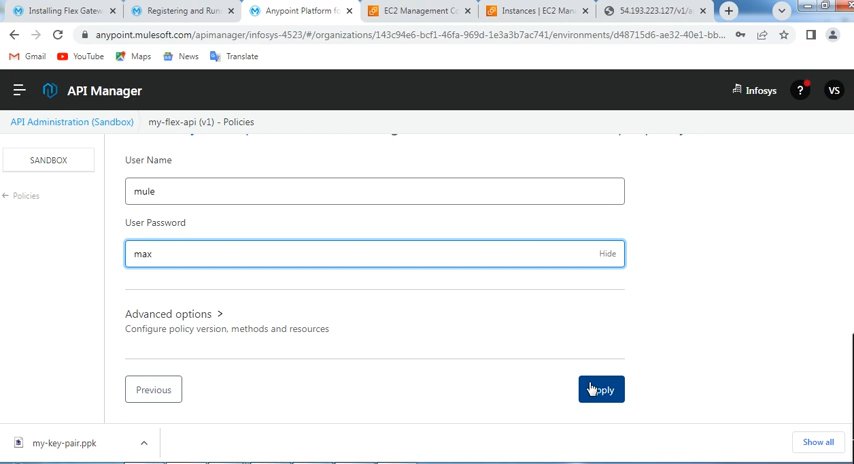 Installing Flex Gatew
Registering and Run
Anypoint Platform fo
EC2 Management Co
Instances | EC2 Man
54.193.223.127/v1/a
anypoint.mulesoft.com/apimanager/infosys-4523/#/organizations/143c94e6-bcf1-46fa-969d-1e3a3b7ac741/environments/d48715d6-ae32-40e1-bb...
Gmail
YouTube
Maps
News
Translate
API Manager
Infosys
?
VS
API Administration (Sandbox)
my-flex-api (v1) - Policies
SANDBOX
User Name
← Policies
mule
User Password
max
Hide
Advanced options >
Configure policy version, methods and resources
Previous
pply
my-key-pair.ppk
Show all